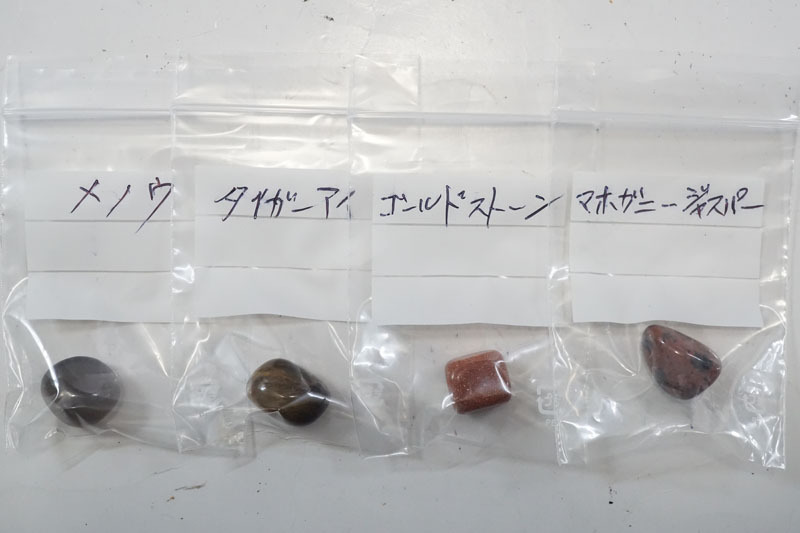 メノウ
タイガーアイ
ゴールドストーン
マホガニージャスパー